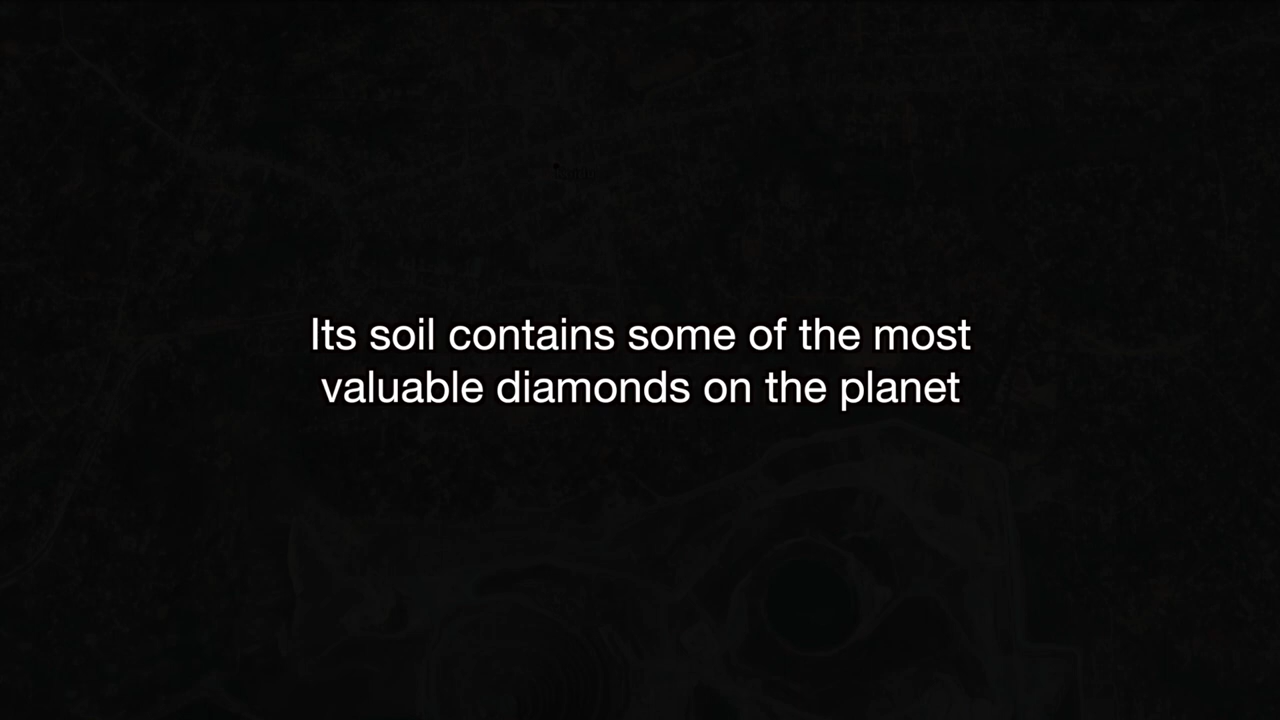 Its soil contains some of the most
valuable diamonds on the planet